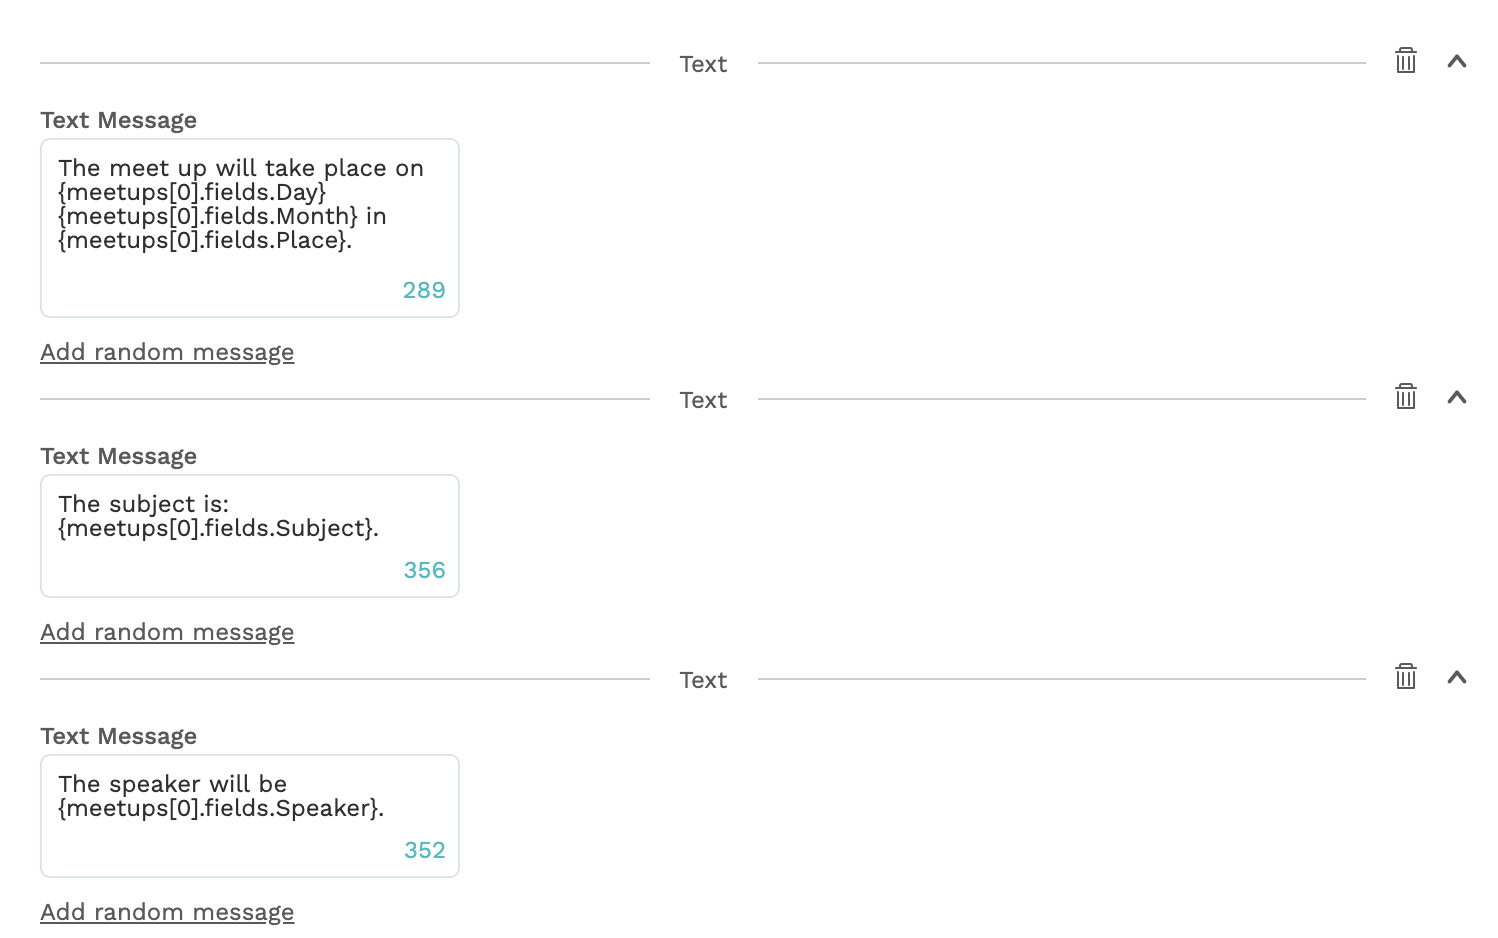 Text
Text Message
The meet up will take place on
{meetups[0].fields.Day}
{meetups[0].fields.Month} in
{meetups[0].fields.Place}.
289
Add random message
Text
Text Message
The subject is:
{meetups[0].fields.Subject}.
356
Add random message
Text
Text Message
The speaker will be
{meetups[0].fields.Speaker}.
352
Add random message